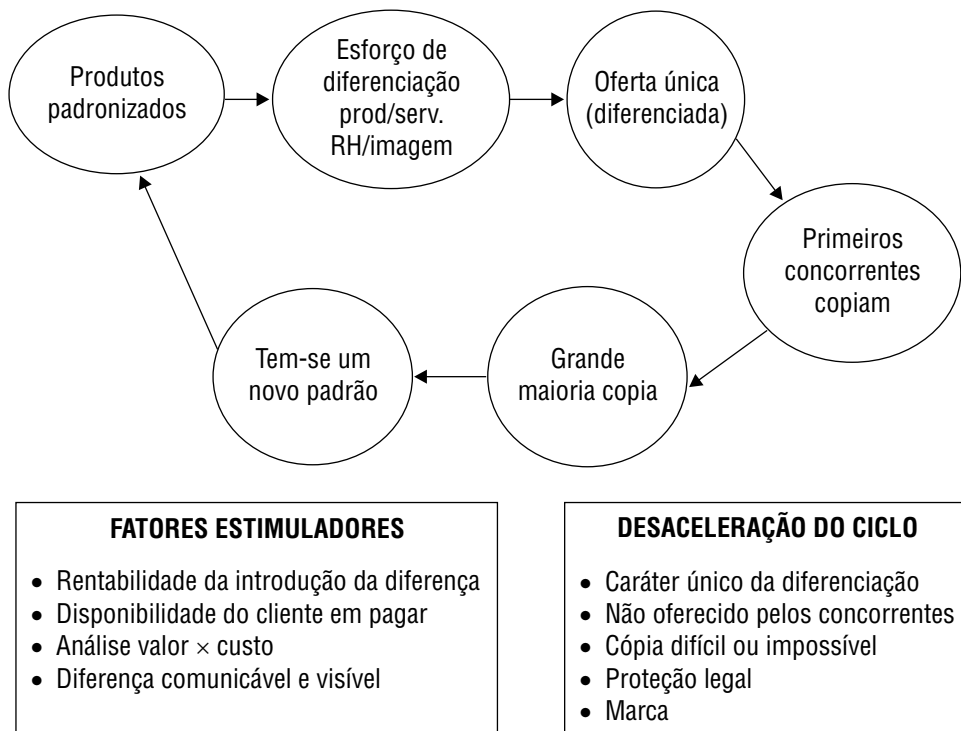 Produtos
padronizados
Esforço de
diferenciação
prod/serv.
RH/imagem
Oferta única
(diferenciada)
Primeiros
concorrentes
copiam
Grande
maioria copia
Tem-se um
novo padrão
FATORES ESTIMULADORES
• Rentabilidade da introdução da diferença
• Disponibilidade do cliente em pagar
• Análise valor × custo
• Diferença comunicável e visível
DESACELERAÇÃO DO CICLO
• Caráter único da diferenciação
• Não oferecido pelos concorrentes
• Cópia difícil ou impossível
• Proteção legal
• Marca